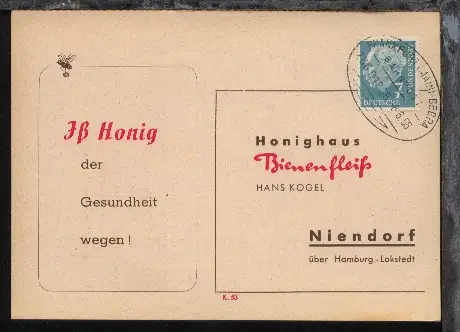 Iß Honig
der
Gesundheit
wegen!
Honighaus
Bienenfleiß
HANS KOGEL
Niendorf
über Hamburg-Lokstedt
K. 53
7
DEUTSCHE
BUNDESPOST